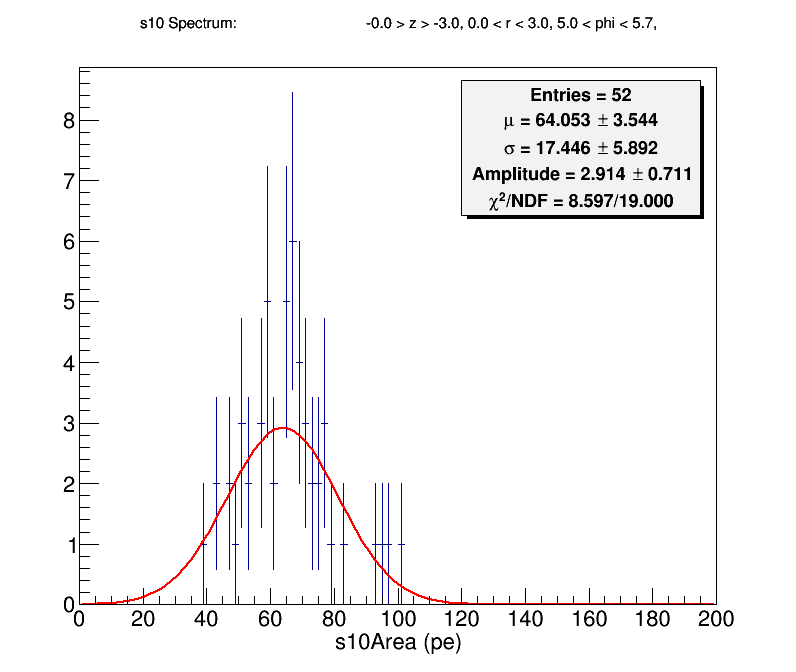 s10 Spectrum: -0.0 > z > -3.0, 0.0 < r < 3.0, 5.0 < phi < 5.7,
Entries = 52
μ = 64.053 ± 3.544
σ = 17.446 ± 5.892
Amplitude = 2.914 ± 0.711
χ²/NDF = 8.597/19.000
8
7
6
5
4
3
2
1
0
0 20 40 60 80 100 120 140 160 180 200
s10Area (pe)